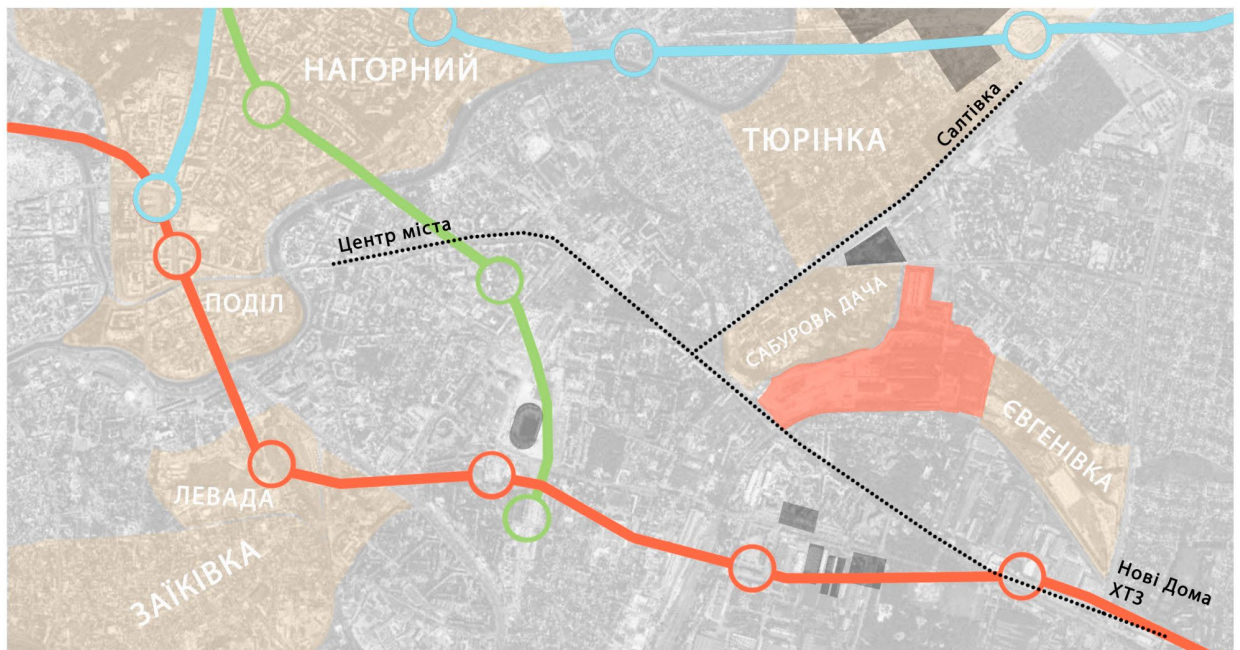 НАГОРНИЙ
Салтівка
ТЮРІНКА
Центр міста
ПОДІЛ
САБУРОВА ДАЧА
ЄВГЕНІВКА
ЛЕВАДА
ЗАЇКІВКА
Нові Дома
ХТЗ